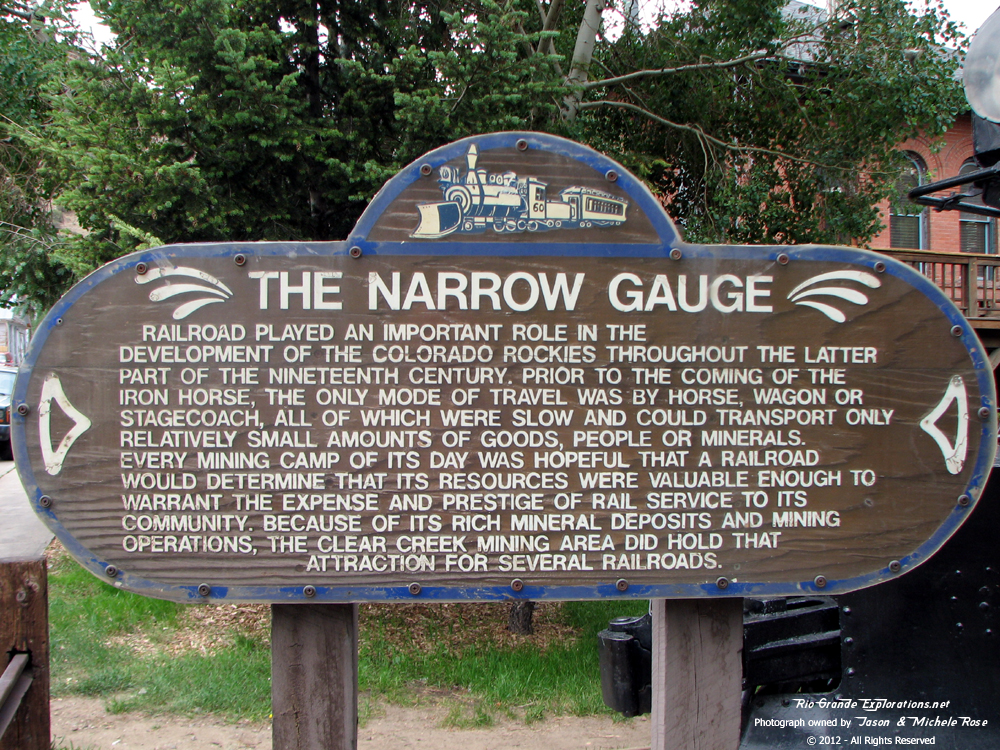 60
THE NARROW GAUGE
RAILROAD PLAYED AN IMPORTANT ROLE IN THE
DEVELOPMENT OF THE COLORADO ROCKIES THROUGHOUT THE LATTER
PART OF THE NINETEENTH CENTURY. PRIOR TO THE COMING OF THE
IRON HORSE, THE ONLY MODE OF TRAVEL WAS BY HORSE, WAGON OR
STAGECOACH, ALL OF WHICH WERE SLOW AND COULD TRANSPORT ONLY
RELATIVELY SMALL AMOUNTS OF GOODS, PEOPLE OR MINERALS.
EVERY MINING CAMP OF ITS DAY WAS HOPEFUL THAT A RAILROAD
WOULD DETERMINE THAT ITS RESOURCES WERE VALUABLE ENOUGH TO
WARRANT THE EXPENSE AND PRESTIGE OF RAIL SERVICE TO ITS
COMMUNITY. BECAUSE OF ITS RICH MINERAL DEPOSITS AND MINING
OPERATIONS, THE CLEAR CREEK MINING AREA DID HOLD THAT
ATTRACTION FOR SEVERAL RAILROADS.
Rio Grande Explorations.net
Photograph owned by Jason & Michele Rose
© 2012 - All Rights Reserved